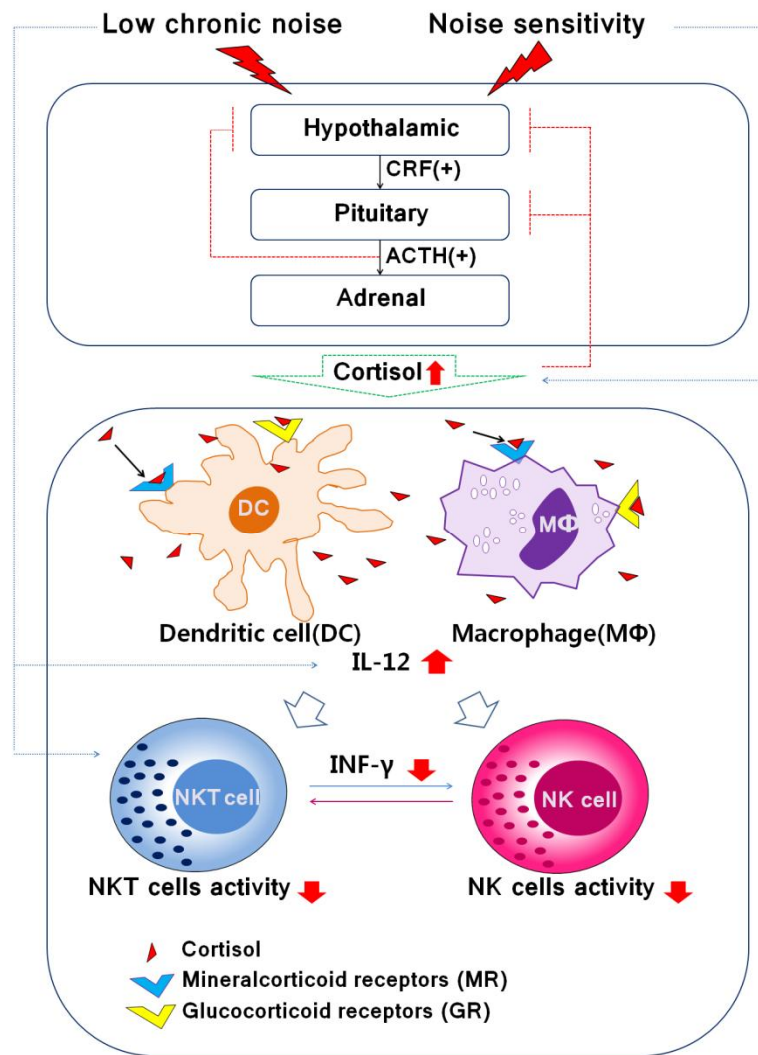 Low chronic noise
Noise sensitivity
Hypothalamic
CRF(+)
Pituitary
ACTH(+)
Adrenal
Cortisol
DC
MΦ
Dendritic cell(DC)
Macrophage(MΦ)
IL-12
INF-γ
NKT cell
NK cell
NKT cells activity
NK cells activity
Cortisol
Mineralcorticoid receptors (MR)
Glucocorticoid receptors (GR)